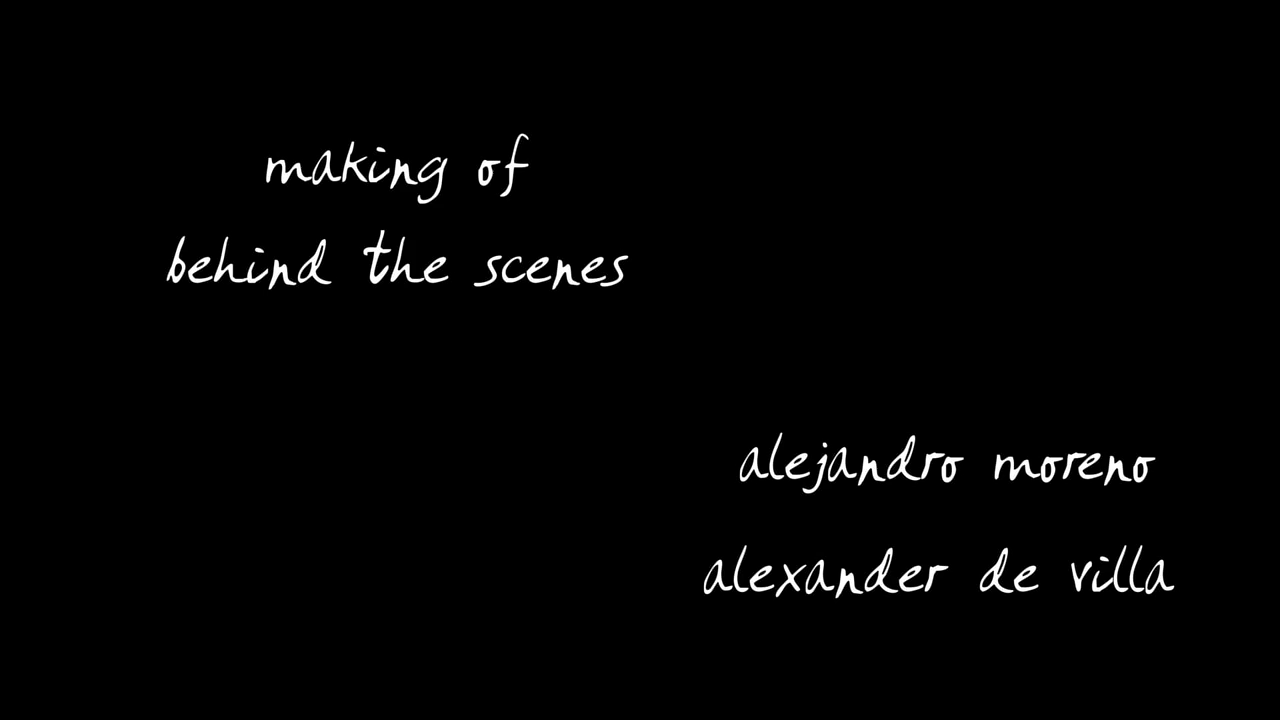 making of
behind the scenes
alejandro moreno
alexander de villa